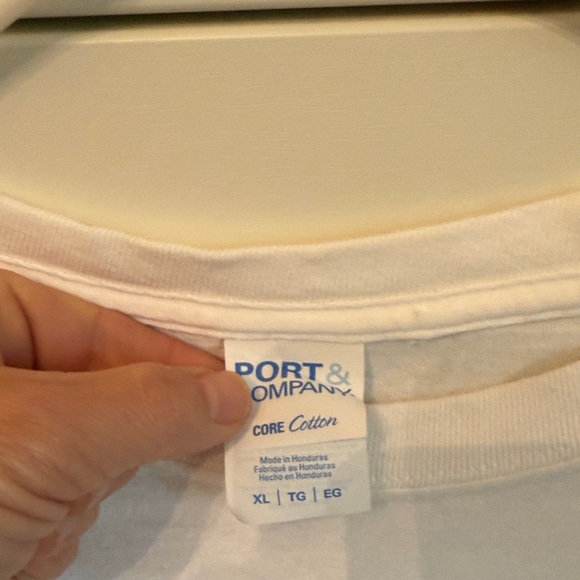 PORT &
COMPANY
CORE Cotton
Made in Honduras
Fabriqué au Honduras
Hecho en Honduras
XL | TG | EG